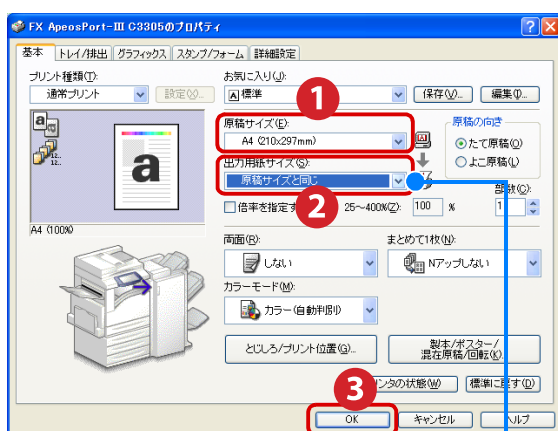 FX ApeosPort-III C3305のプロパティ
基本 トレイ/排出 グラフィックス スタンプ/フォーム 詳細設定
プリント種類(T):
通常プリント 設定(X)...
お気に入り(J):
A 標準 保存(V)... 編集(I)...
1
原稿サイズ(E):
A4 (210x297mm)
出力用紙サイズ(S):
原稿サイズと同じ
2
倍率を指定す
25～400%(Z): 100 %
原稿の向き
たて原稿(O)
よこ原稿(L)
部数(C):
1
a
12..
12..
a
A4 (100%)
両面(R):
しない
まとめて1枚(N):
Nアップしない
カラーモード(M):
カラー(自動判別)
とじしろ/プリント位置(G)...
製本/ポスター/
混在原稿/回転(K)...
3
ンタの状態(W) 標準に戻す(D)
OK キャンセル ヘルプ